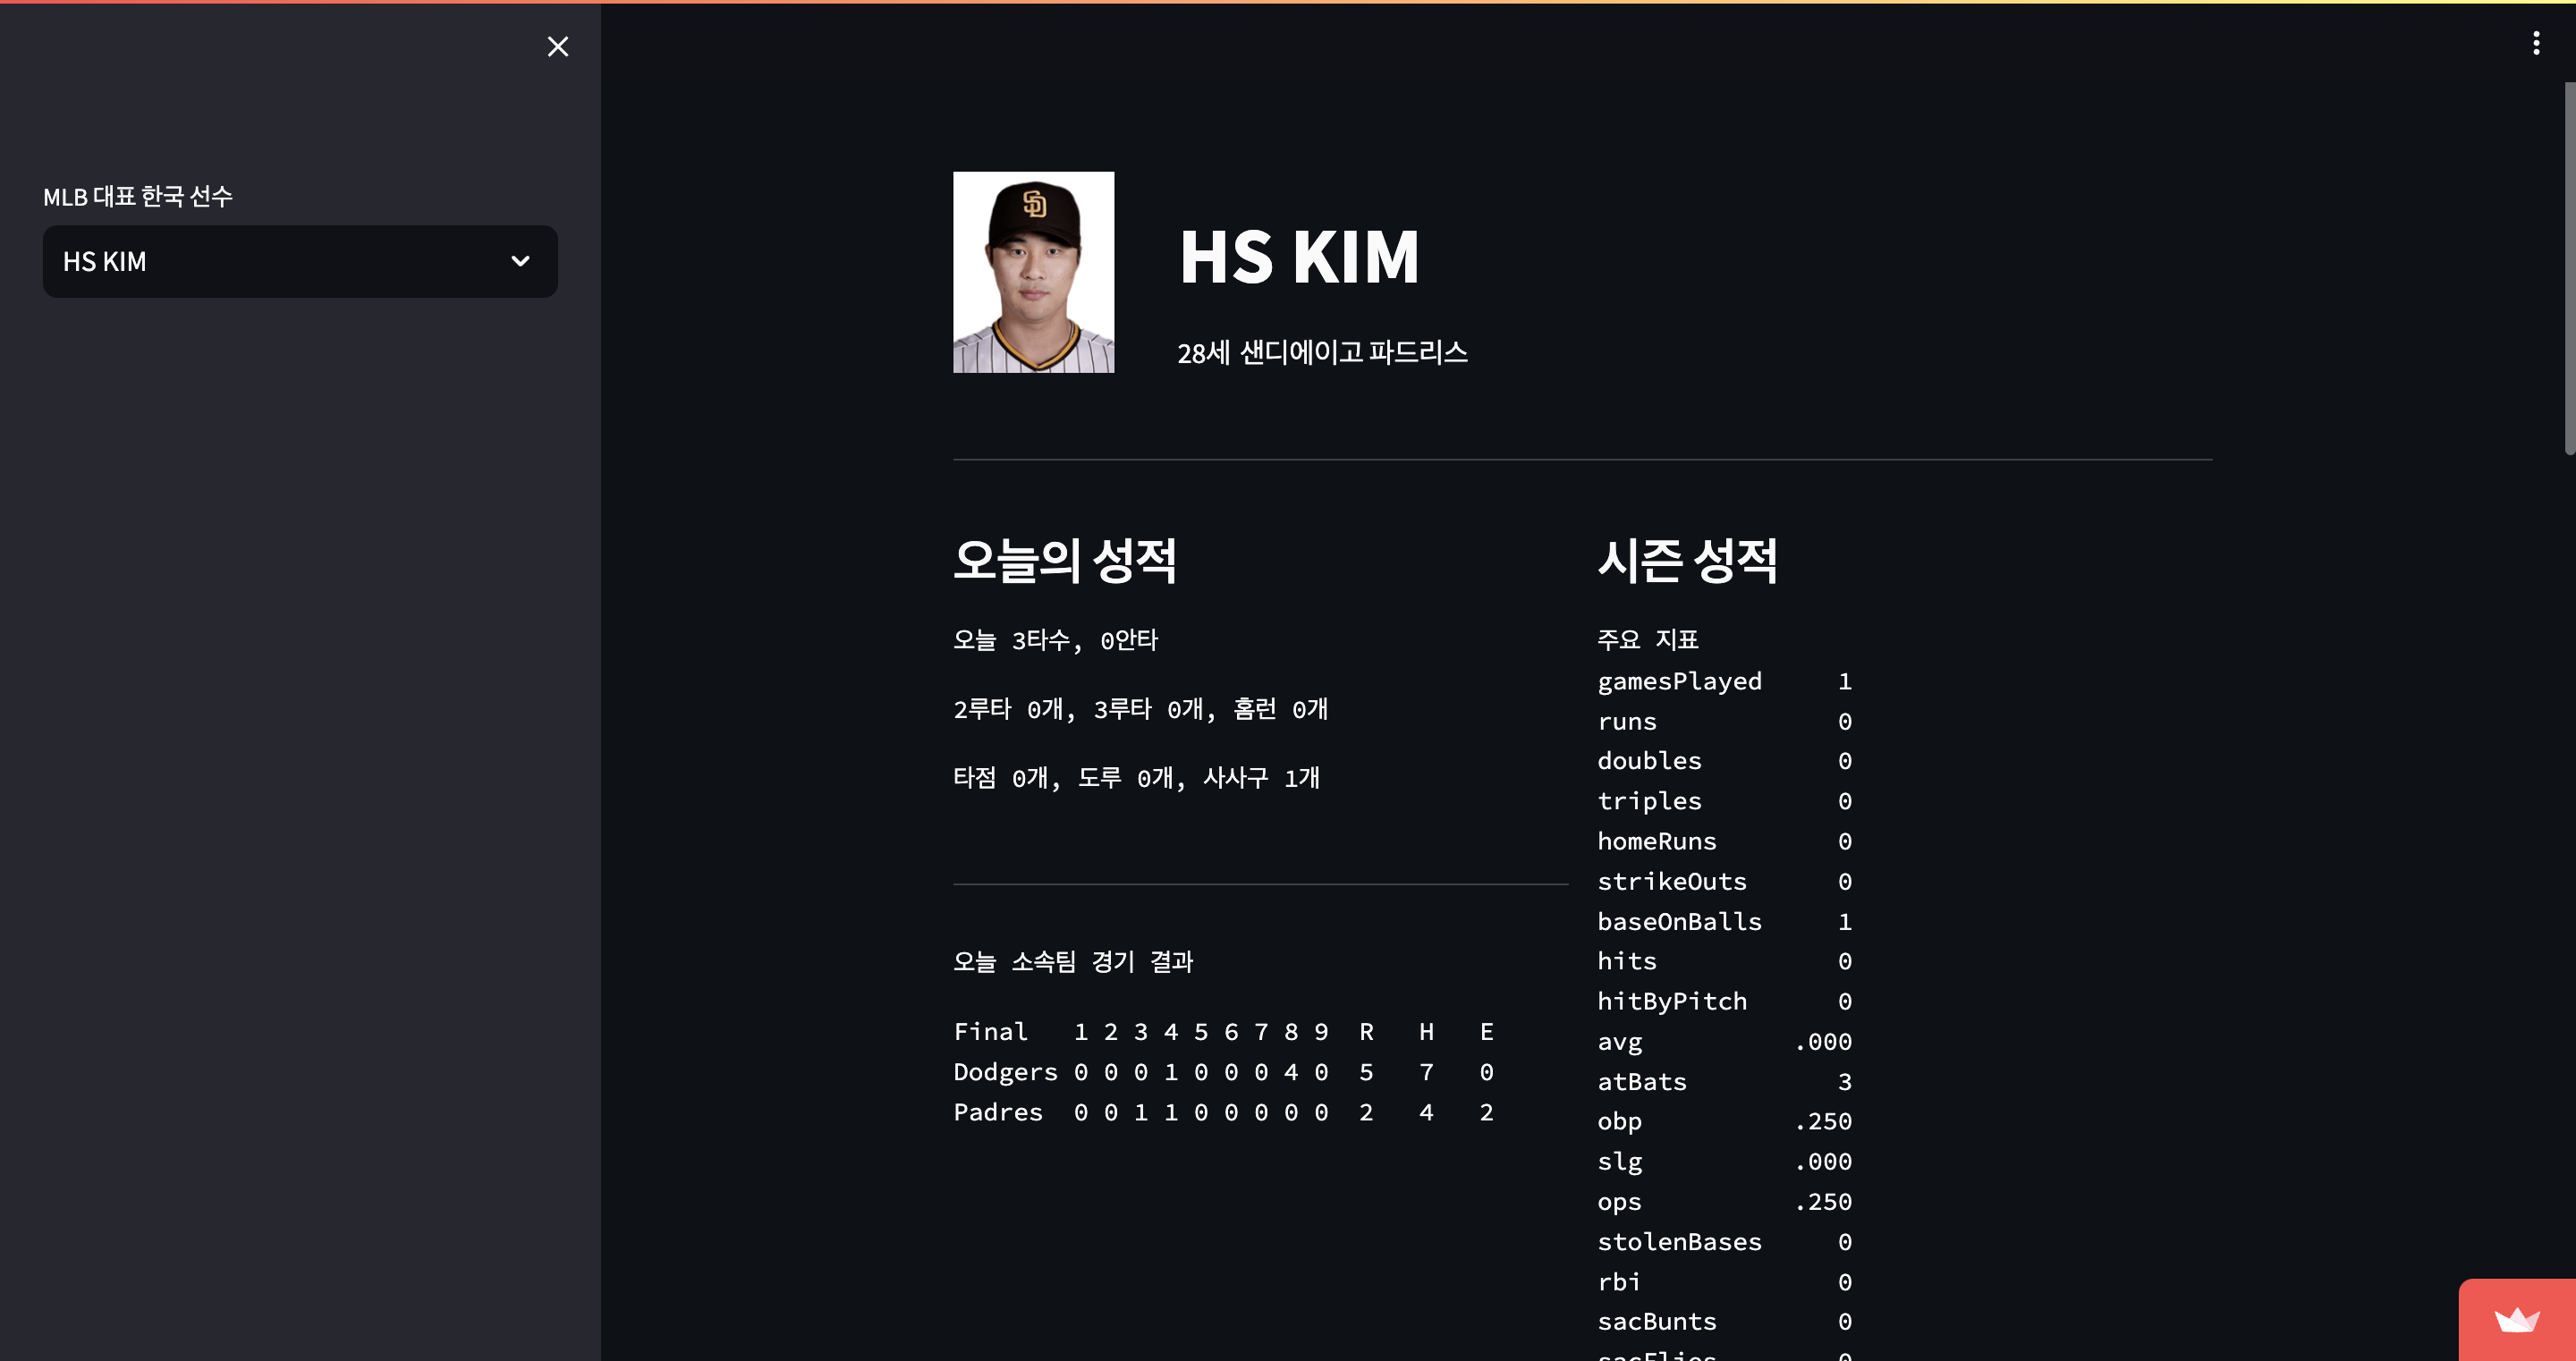 MLB 대표 한국 선수
HS KIM
SD
HS KIM
28세 샌디에이고 파드리스
오늘의 성적
오늘 3타수, 0안타
2루타 0개, 3루타 0개, 홈런 0개
타점 0개, 도루 0개, 사사구 1개
오늘 소속팀 경기 결과
Final 1 2 3 4 5 6 7 8 9 R H E
Dodgers 0 0 0 1 0 0 0 4 0 5 7 0
Padres 0 0 1 1 0 0 0 0 0 2 4 2
시즌 성적
주요 지표
gamesPlayed 1
runs 0
doubles 0
triples 0
homeRuns 0
strikeOuts 0
baseOnBalls 1
hits 0
hitByPitch 0
avg .000
atBats 3
obp .250
slg .000
ops .250
stolenBases 0
rbi 0
sacBunts 0
sacFlies 0